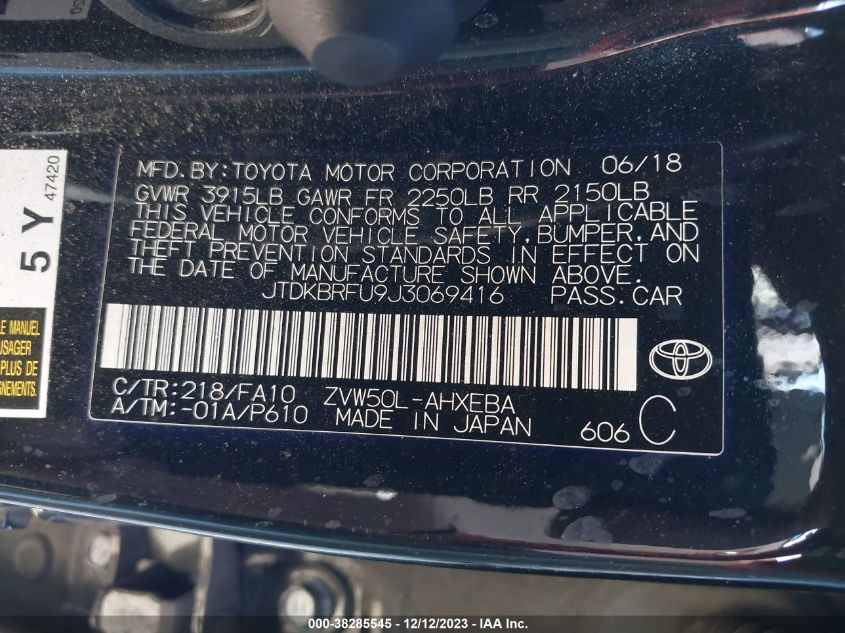 MFD.BY:TOYOTA MOTOR CORPORATION 06/18
GVWR 3915LB GAWR FR 2250LB RR 2150LB
THIS VEHICLE CONFORMS TO ALL APPLICABLE
FEDERAL MOTOR VEHICLE SAFETY,BUMPER,AND
THEFT PREVENTION STANDARDS IN EFFECT ON
THE DATE OF MANUFACTURE SHOWN ABOVE.
JTDKBRFU9J3069416 PASS.CAR
C/TR:218/FA10 ZVW50L-AHXEBA
A/TM:-01A/P610 MADE IN JAPAN 606 C
5 Y
47420
LE MANUEL
USAGER
PLUS DE
GNEMENTS.
000-38285545 - 12/12/2023 - IAA Inc.